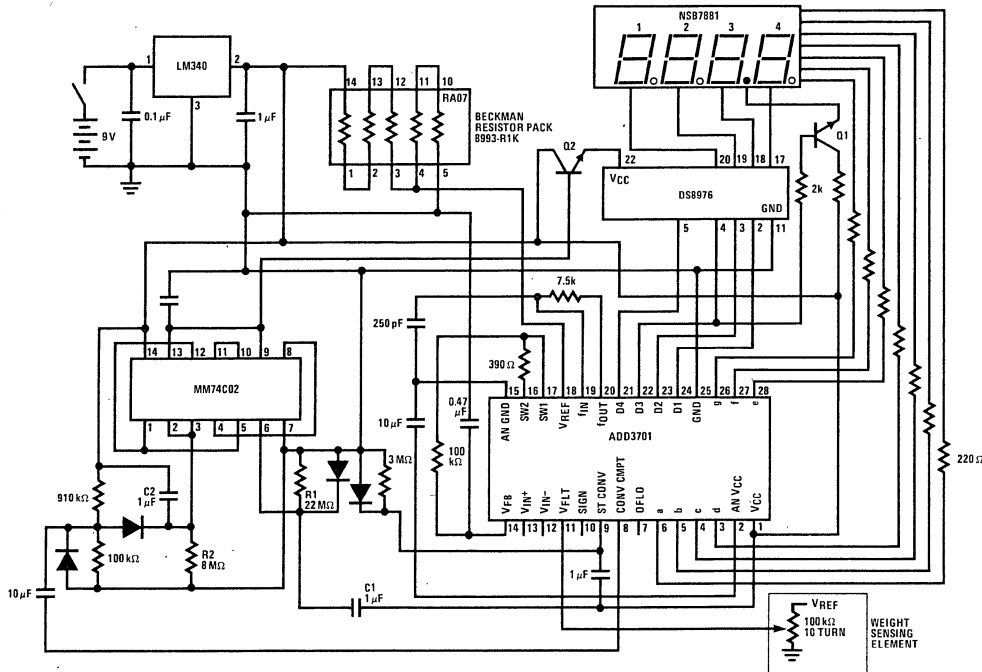 NSB7881
1 2 3 4
LM340
1
2
3
9V
0.1 µF
1 µF
14 13 12 11 10
RA07
1 2 3 4 5
BECKMAN
RESISTOR PACK
8993-R1K
Q2
Q1
2k
22 20 19 18 17
VCC
DS8976
GND
5 4 3 2 11
7.5k
250 pF
390 Ω
14 13 12 11 10 9 8
MM74C02
1 2 3 4 5 6 7
10 µF
0.47
µF
100
kΩ
15 16 17 18 19 20 21 22 23 24 25 26 27 28
AN GND SW2 SW1 VREF fIN fOUT D4 D3 D2 D1 GND g f e
ADD3701
VFB VIN+ VIN- VFLT SIGN ST CONV CONV CMPT OFLO a b c d AN VCC VCC
14 13 12 11 10 9 8 7 6 5 4 3 2 1
220 Ω
910 kΩ
C2
1 µF
100 kΩ
R2
8 MΩ
10 µF
R1
22 MΩ
3 MΩ
C1
1 µF
1 µF
VREF
100 kΩ
10 TURN
WEIGHT
SENSING
ELEMENT